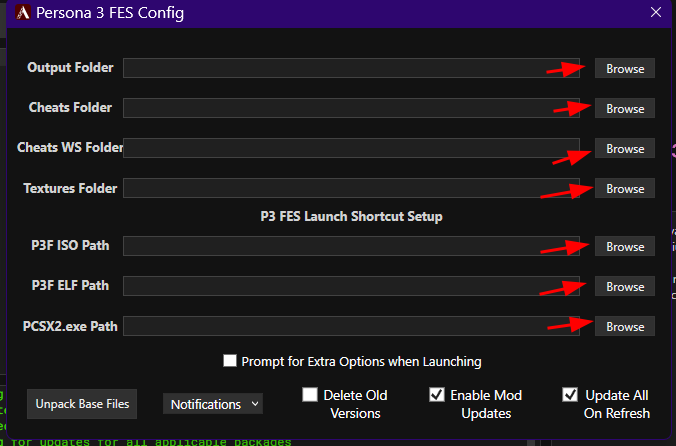 Persona 3 FES Config
Output Folder Browse
Cheats Folder Browse
Cheats WS Folder Browse
Textures Folder Browse
P3 FES Launch Shortcut Setup
P3F ISO Path Browse
P3F ELF Path Browse
PCSX2.exe Path Browse
Prompt for Extra Options when Launching
Unpack Base Files Notifications Delete Old Enable Mod Update All
Versions Updates On Refresh
for updates for all applicable packages